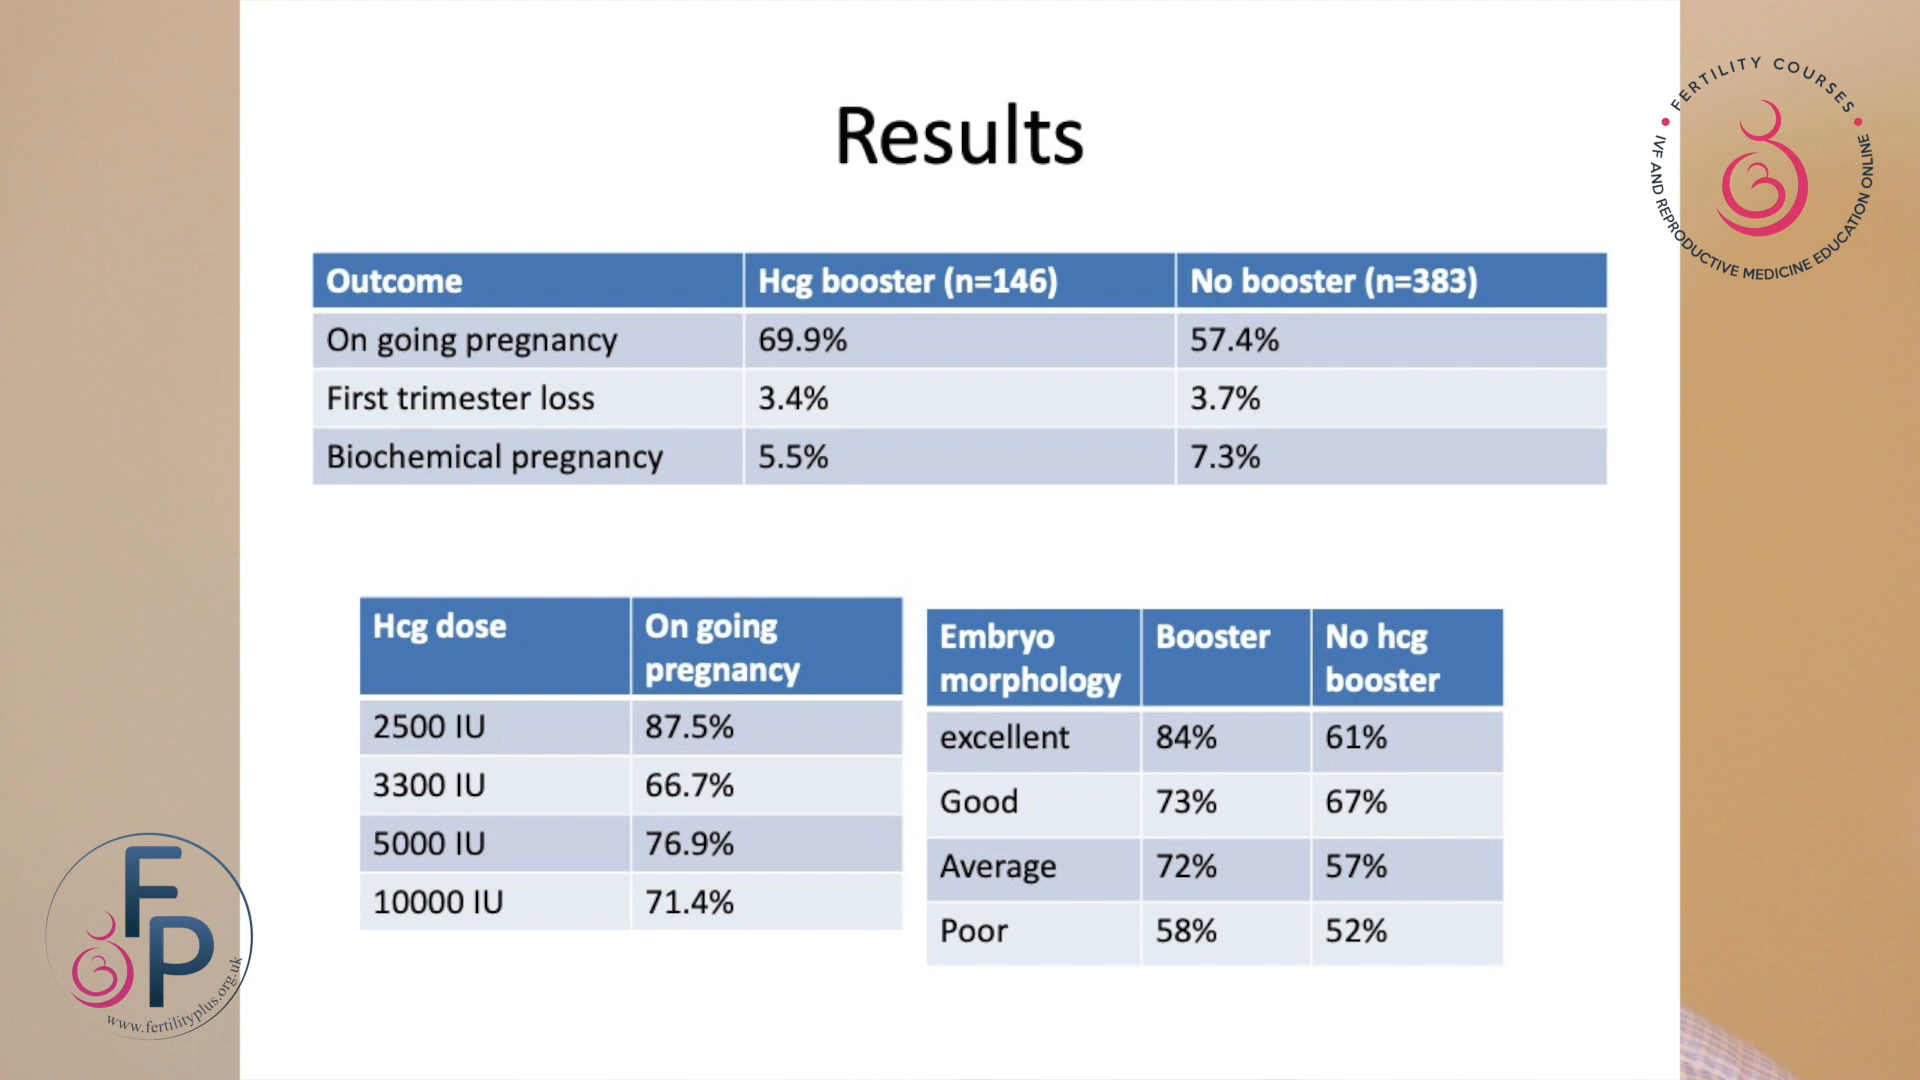 Results
FERTILITY COURSES
IVF AND REPRODUCTIVE MEDICINE EDUCATION ONLINE
Outcome Hcg booster (n=146) No booster (n=383)
On going pregnancy 69.9% 57.4%
First trimester loss 3.4% 3.7%
Biochemical pregnancy 5.5% 7.3%
Hcg dose On going
pregnancy
2500 IU 87.5%
3300 IU 66.7%
5000 IU 76.9%
10000 IU 71.4%
Embryo Booster No hcg
morphology booster
excellent 84% 61%
Good 73% 67%
Average 72% 57%
Poor 58% 52%
FP
www.fertilityplus.org.uk